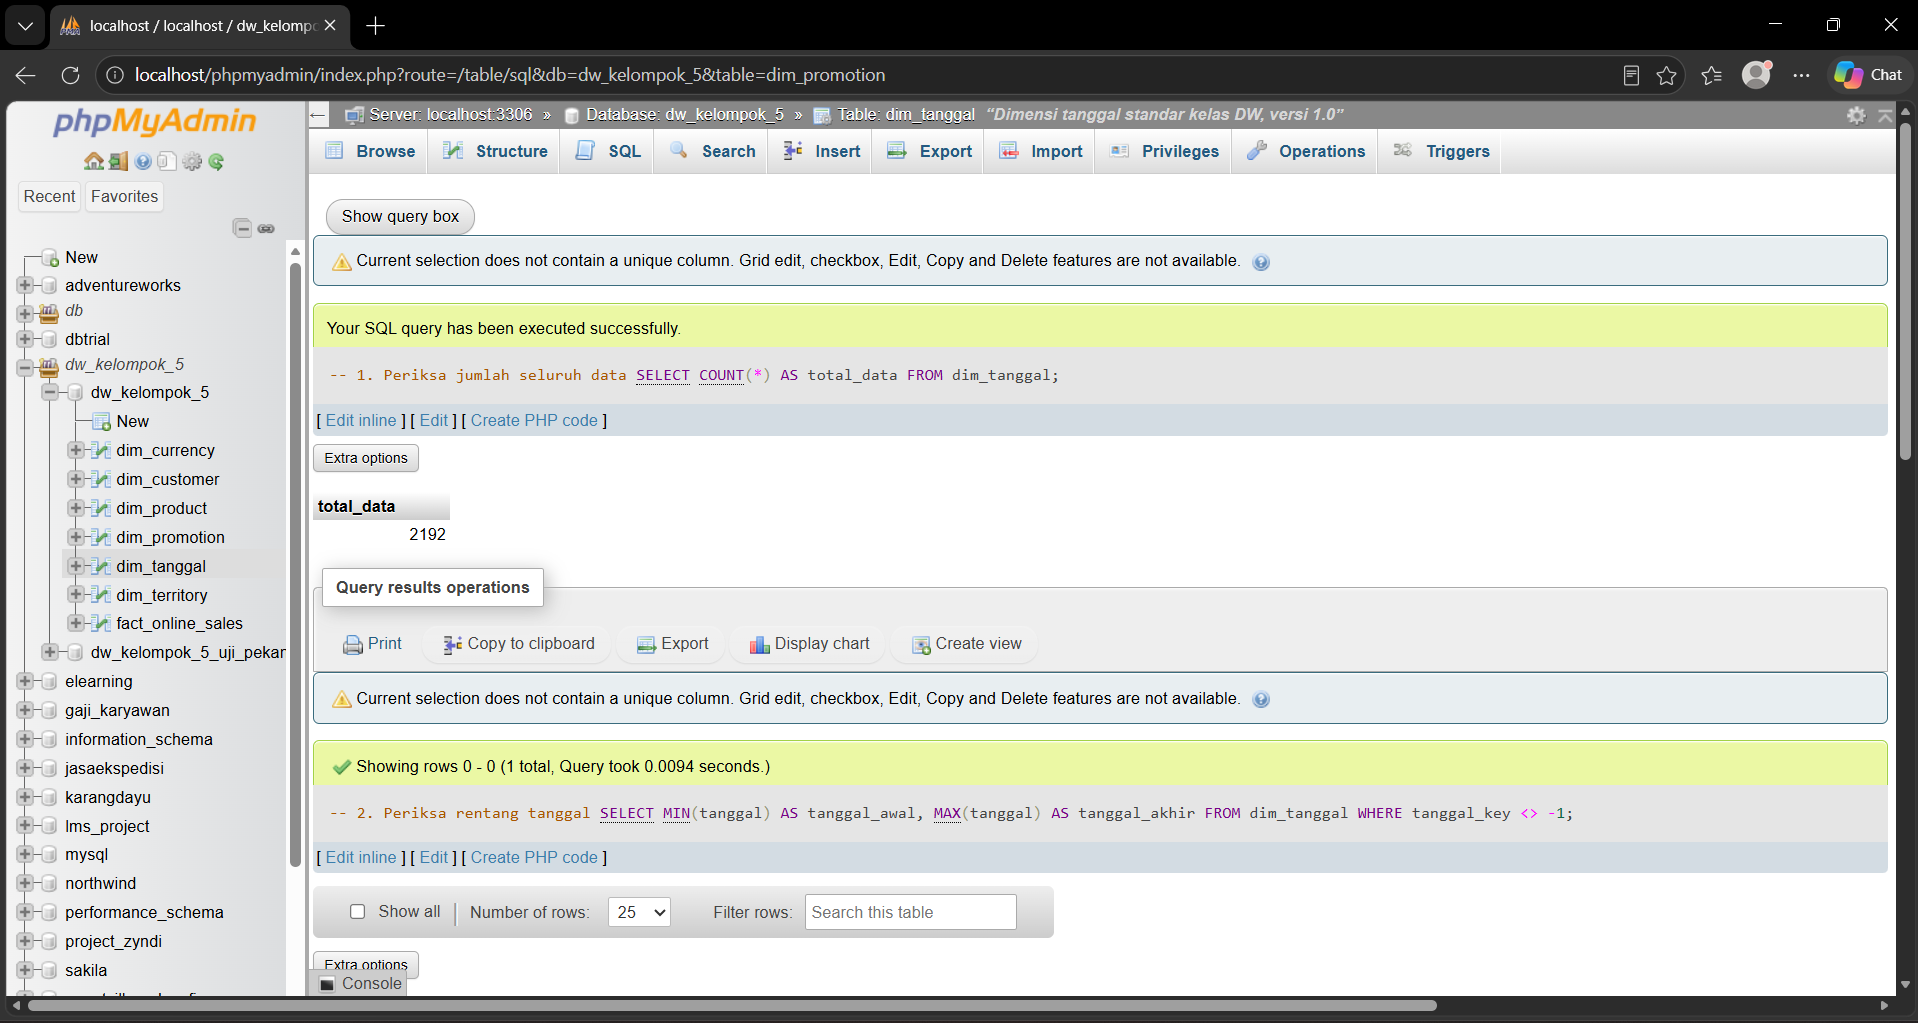 localhost / localhost / dw_kelomp
localhost/phpmyadmin/index.php?route=/table/sql&db=dw_kelompok_5&table=dim_promotion
Chat
phpMyAdmin
Recent Favorites
New
adventureworks
db
dbtrial
dw_kelompok_5
dw_kelompok_5
New
dim_currency
dim_customer
dim_product
dim_promotion
dim_tanggal
dim_territory
fact_online_sales
dw_kelompok_5_uji_pekan
elearning
gaji_karyawan
information_schema
jasaekspedisi
karangdayu
lms_project
mysql
northwind
performance_schema
project_zyndi
sakila
Server: localhost:3306 » Database: dw_kelompok_5 » Table: dim_tanggal "Dimensi tanggal standar kelas DW, versi 1.0"
Browse Structure SQL Search Insert Export Import Privileges Operations Triggers
Show query box
Current selection does not contain a unique column. Grid edit, checkbox, Edit, Copy and Delete features are not available.
Your SQL query has been executed successfully.
-- 1. Periksa jumlah seluruh data SELECT COUNT(*) AS total_data FROM dim_tanggal;
[ Edit inline ] [ Edit ] [ Create PHP code ]
Extra options
total_data
2192
Query results operations
Print Copy to clipboard Export Display chart Create view
Current selection does not contain a unique column. Grid edit, checkbox, Edit, Copy and Delete features are not available.
Showing rows 0 - 0 (1 total, Query took 0.0094 seconds.)
-- 2. Periksa rentang tanggal SELECT MIN(tanggal) AS tanggal_awal, MAX(tanggal) AS tanggal_akhir FROM dim_tanggal WHERE tanggal_key <> -1;
[ Edit inline ] [ Edit ] [ Create PHP code ]
Show all Number of rows: 25 Filter rows: Search this table
Extra options
Console